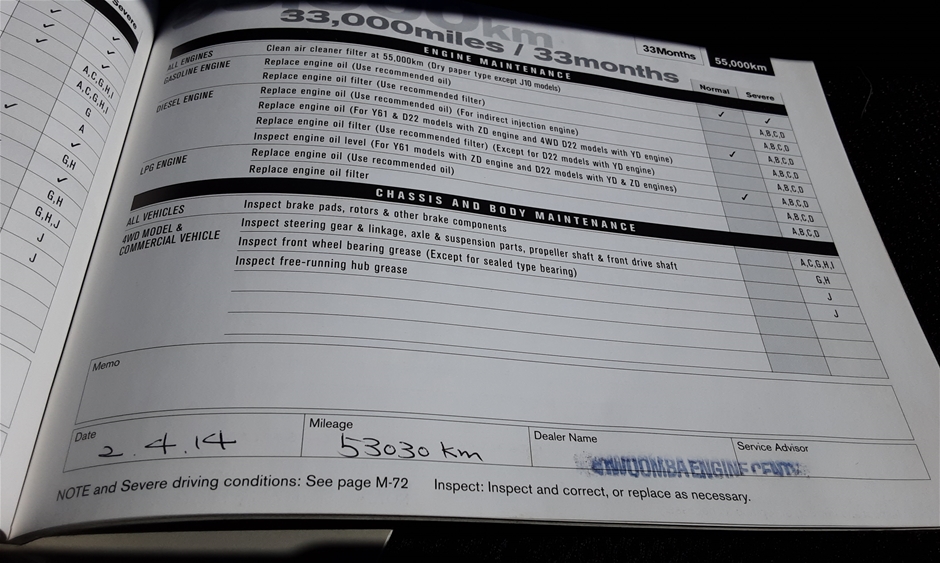 Severe
A,C,G,H,I
A,C,G,H,I
G
A
G,H
G,H
G,H,J
J
J
33,000miles / 33months
33Months
55,000km
ENGINE MAINTENANCE
Normal
Severe
ALL ENGINES
Clean air cleaner filter at 55,000km (Dry paper type except J10 models)
✓ ✓
GASOLINE ENGINE
Replace engine oil (Use recommended oil)
A,B,C,D
Replace engine oil filter (Use recommended filter)
A,B,C,D
DIESEL ENGINE
Replace engine oil (Use recommended oil) (For indirect injection engine)
✓ A,B,C,D
Replace engine oil (For Y61 & D22 models with ZD engine and 4WD D22 models with YD engine)
A,B,C,D
Replace engine oil filter (Use recommended filter) (Except for D22 models with YD engine)
A,B,C,D
Inspect engine oil level (For Y61 models with ZD engine and D22 models with YD & ZD engines)
✓ A,B,C,D
LPG ENGINE
Replace engine oil (Use recommended oil)
A,B,C,D
Replace engine oil filter
A,B,C,D
CHASSIS AND BODY MAINTENANCE
ALL VEHICLES
Inspect brake pads, rotors & other brake components
A,C,G,H,I
4WD MODEL &
COMMERCIAL VEHICLE
Inspect steering gear & linkage, axle & suspension parts, propeller shaft & front drive shaft
G,H
Inspect front wheel bearing grease (Except for sealed type bearing)
J
Inspect free-running hub grease
J
Memo
Date
2.4.14
Mileage
53030 km
Dealer Name
Service Advisor
NOTE and Severe driving conditions: See page M-72
Inspect: Inspect and correct, or replace as necessary.